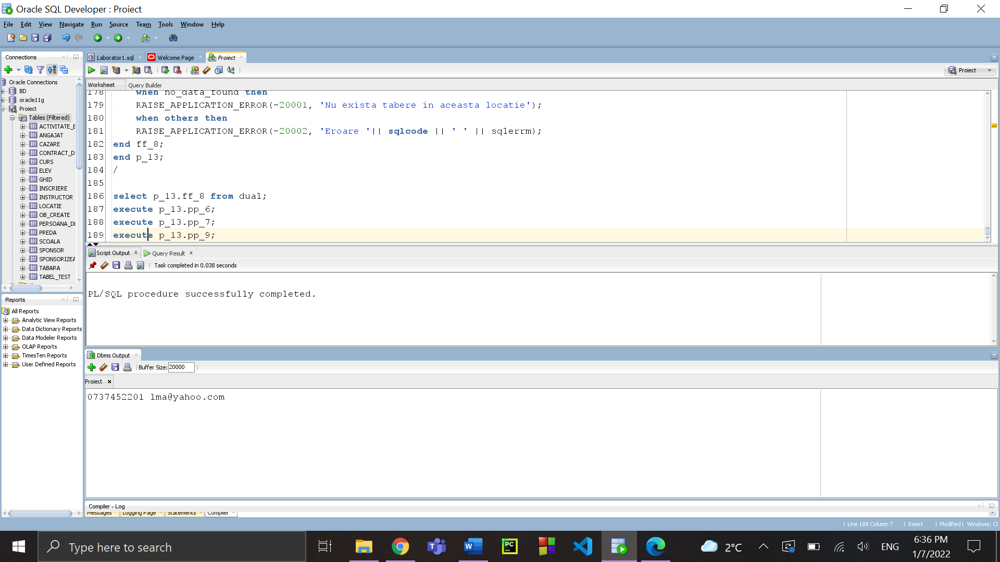 Oracle SQL Developer : Project
File Edit View Navigate Run Source Team Tools Window Help
Connections
Oracle Connections
BD
oracle11g
Proiect
Tables (Filtered)
ACTIVITATE_E
ANGAJAT
CAZARE
CONTRACT_D
CURS
ELEV
GHID
INSCRIERE
INSTRUCTOR
LOCATIE
OB_CREATE
PERSOANA_DI
PREDA
SCOALA
SPONSOR
SPONSORIZEA
TABARA
TABEL_TEST
Reports
All Reports
Analytic View Reports
Data Dictionary Reports
Data Modeler Reports
OLAP Reports
TimesTen Reports
User Defined Reports
Laborator1.sql Welcome Page Proiect
Proiect
Worksheet Query Builder
178 when no_data_found then
179 RAISE_APPLICATION_ERROR(-20001, 'Nu exista tabere in aceasta locatie');
180 when others then
181 RAISE_APPLICATION_ERROR(-20002, 'Eroare '|| sqlcode || ' ' || sqlerrm);
182 end ff_8;
183 end p_13;
184 /
185
186 select p_13.ff_8 from dual;
187 execute p_13.pp_6;
188 execute p_13.pp_7;
189 execute p_13.pp_9;
Script Output Query Result
Task completed in 0.038 seconds
PL/SQL procedure successfully completed.
Dbms Output
Buffer Size: 20000
Proiect
0737452201 lma@yahoo.com
Compiler - Log
Messages Logging Page Statements Compiler
Line 189 Column 7 Insert Modified Windows: Cl
Type here to search
2°C
ENG
6:36 PM
1/7/2022